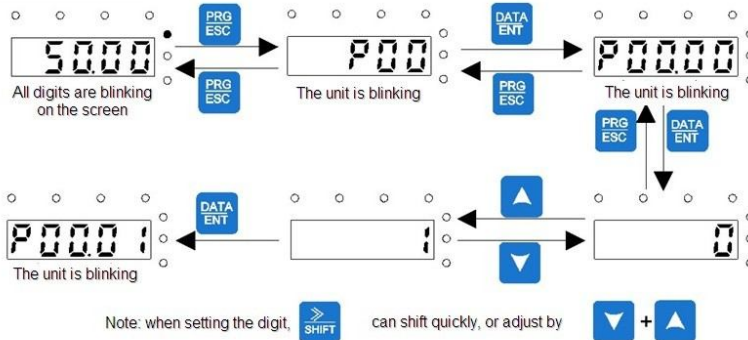 PRG
ESC
DATA
ENT
50.00
P00
P00.00
PRG
ESC
PRG
ESC
All digits are blinking
on the screen
The unit is blinking
The unit is blinking
PRG
ESC
DATA
ENT
DATA
ENT
P00.01
1
0
The unit is blinking
Note: when setting the digit,
SHIFT
can shift quickly, or adjust by
+